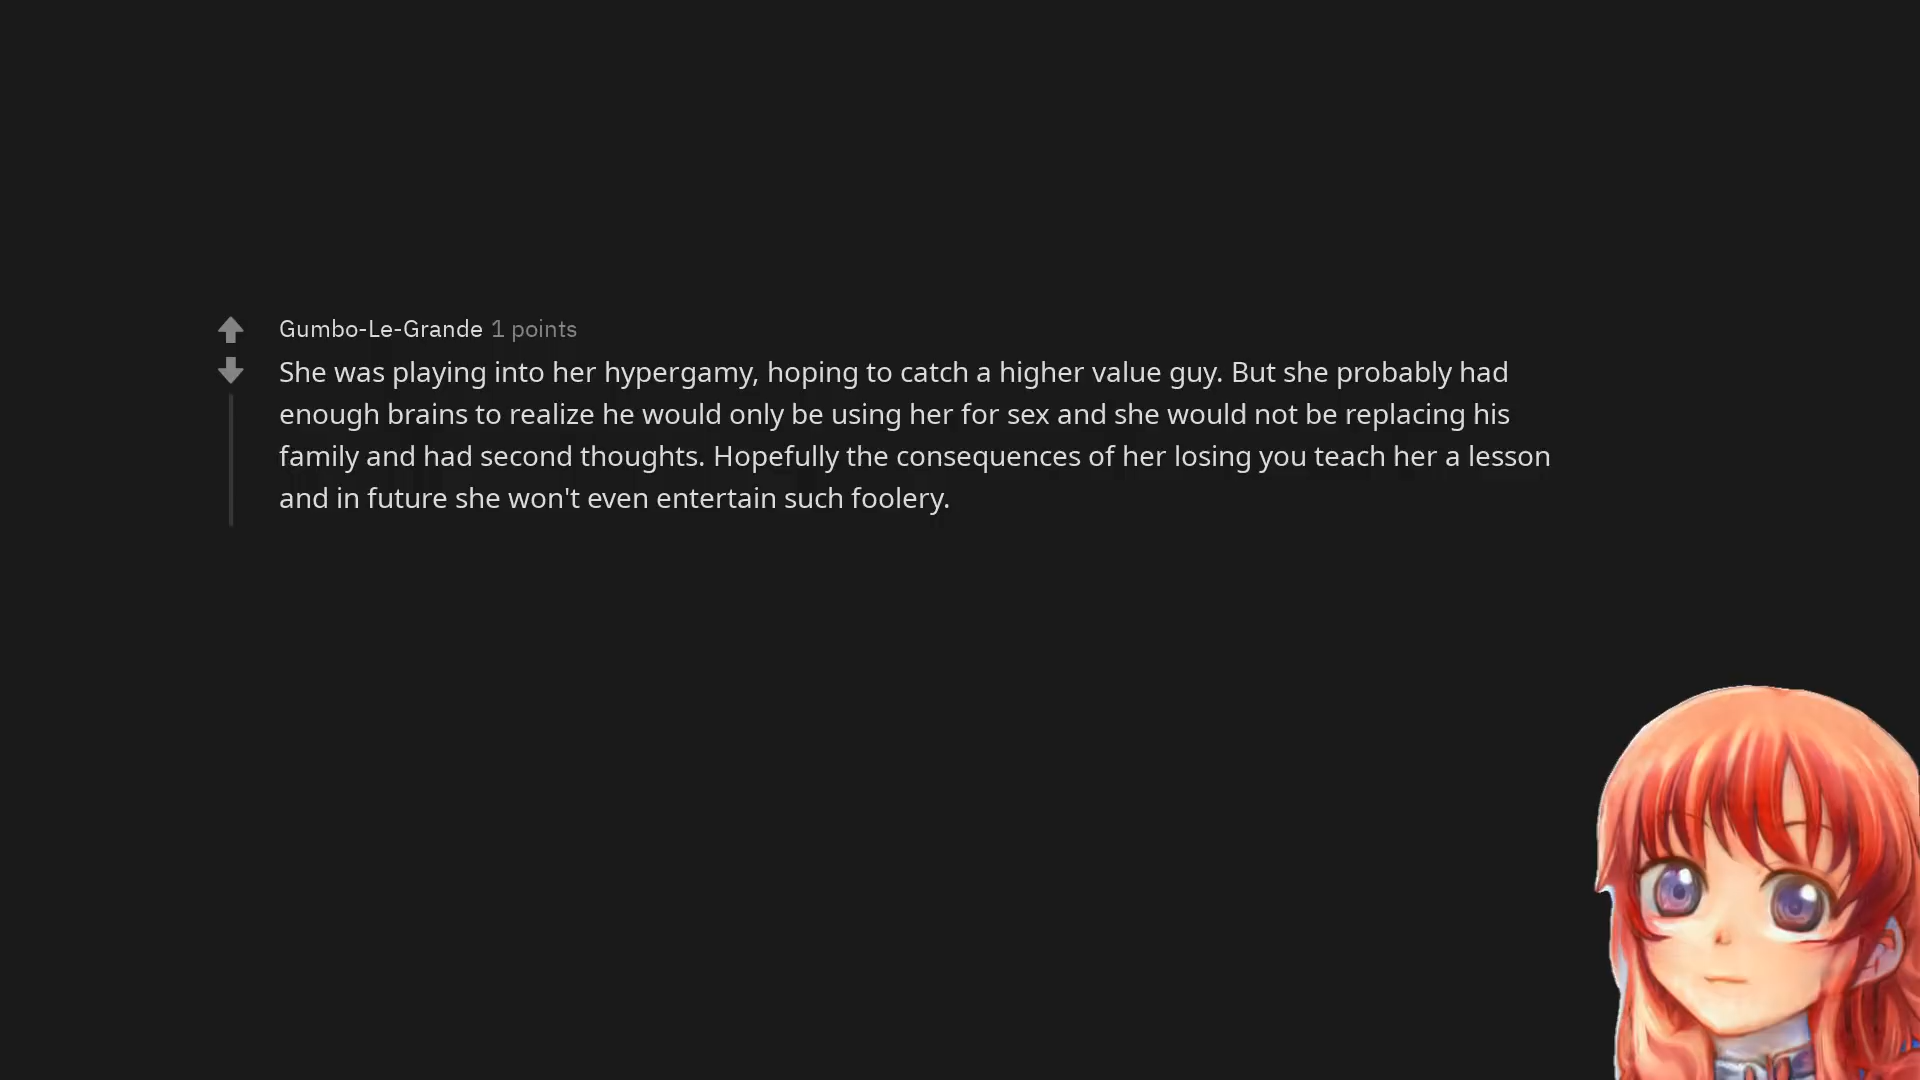 Gumbo-Le-Grande 1 points
She was playing into her hypergamy, hoping to catch a higher value guy. But she probably had
enough brains to realize he would only be using her for sex and she would not be replacing his
family and had second thoughts. Hopefully the consequences of her losing you teach her a lesson
and in future she won't even entertain such foolery.